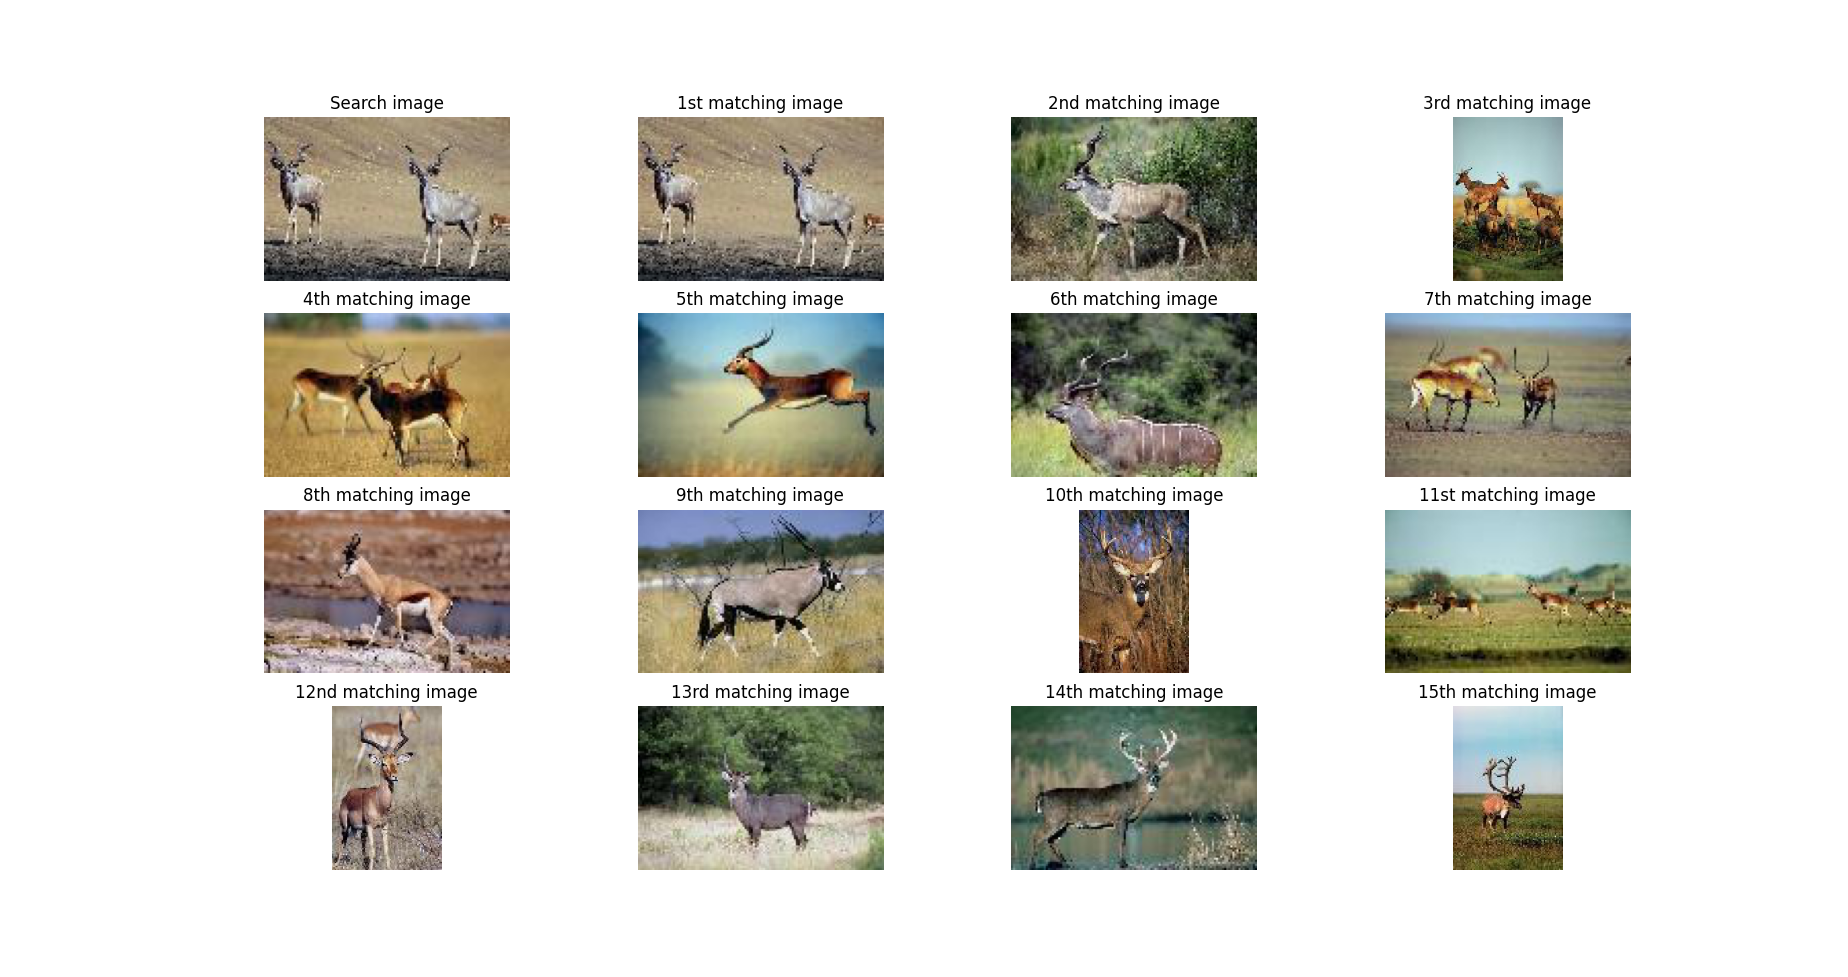 Search image
1st matching image
2nd matching image
3rd matching image
4th matching image
5th matching image
6th matching image
7th matching image
8th matching image
9th matching image
10th matching image
11st matching image
12nd matching image
13rd matching image
14th matching image
15th matching image